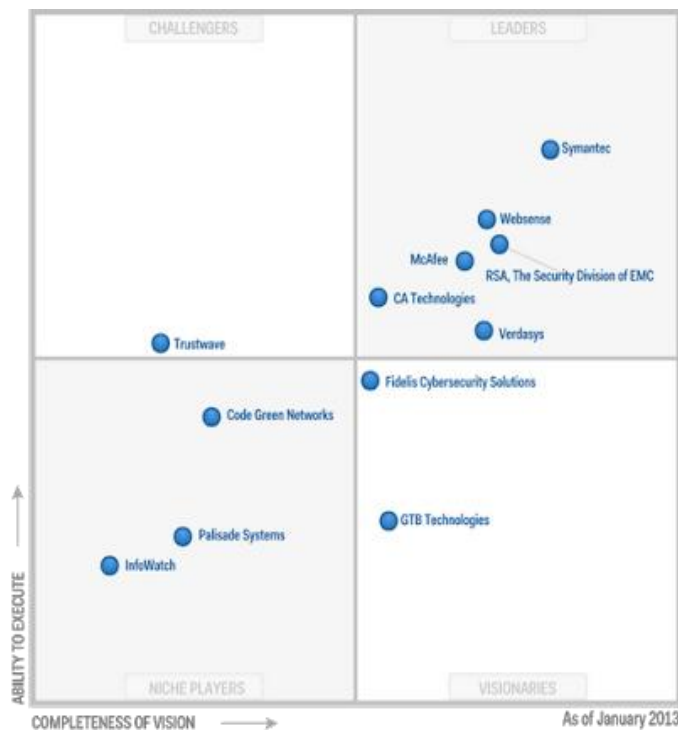 CHALLENGERS
LEADERS
Symantec
Websense
McAfee
RSA, The Security Division of EMC
CA Technologies
Verdasys
Trustwave
Fidelis Cybersecurity Solutions
Code Green Networks
GTB Technologies
Palisade Systems
InfoWatch
ABILITY TO EXECUTE
NICHE PLAYERS
VISIONARIES
COMPLETENESS OF VISION
As of January 2013